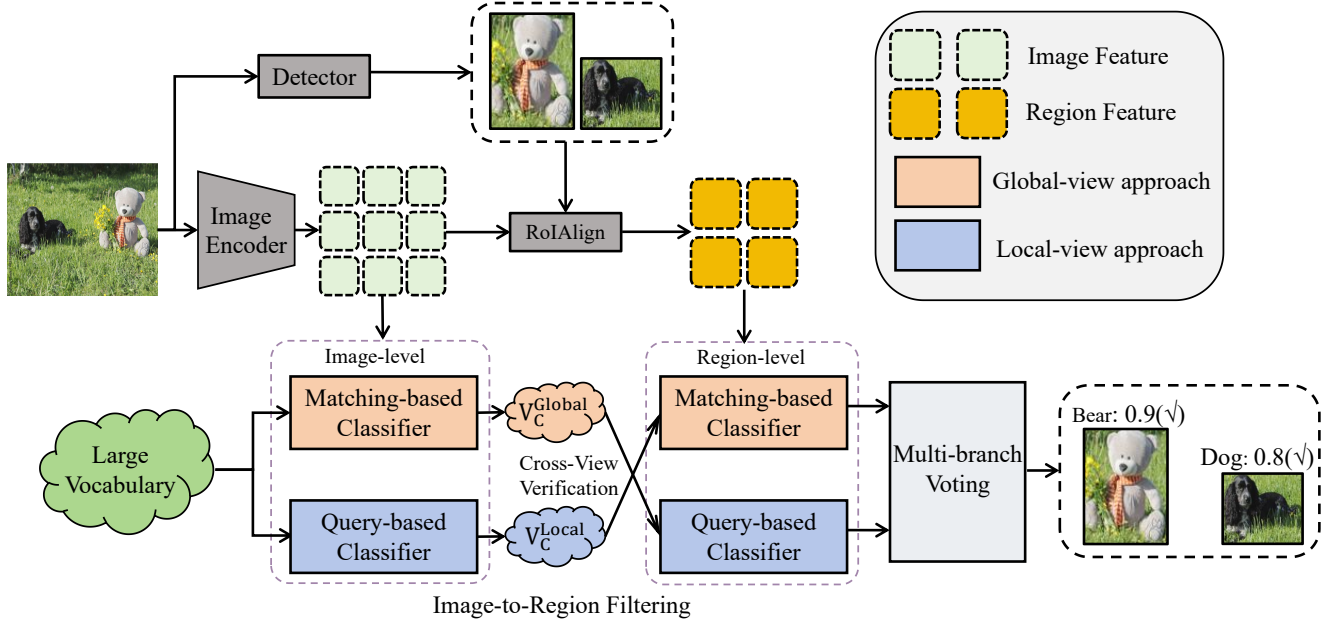 Detector
Image Feature
Region Feature
Global-view approach
Local-view approach
Image
Encoder
RoIAlign
Image-level
Region-level
Matching-based
Classifier
V_C^Global
Matching-based
Classifier
Large
Vocabulary
Cross-View
Verification
Query-based
Classifier
V_C^Local
Query-based
Classifier
Multi-branch
Voting
Bear: 0.9(√)
Dog: 0.8(√)
Image-to-Region Filtering